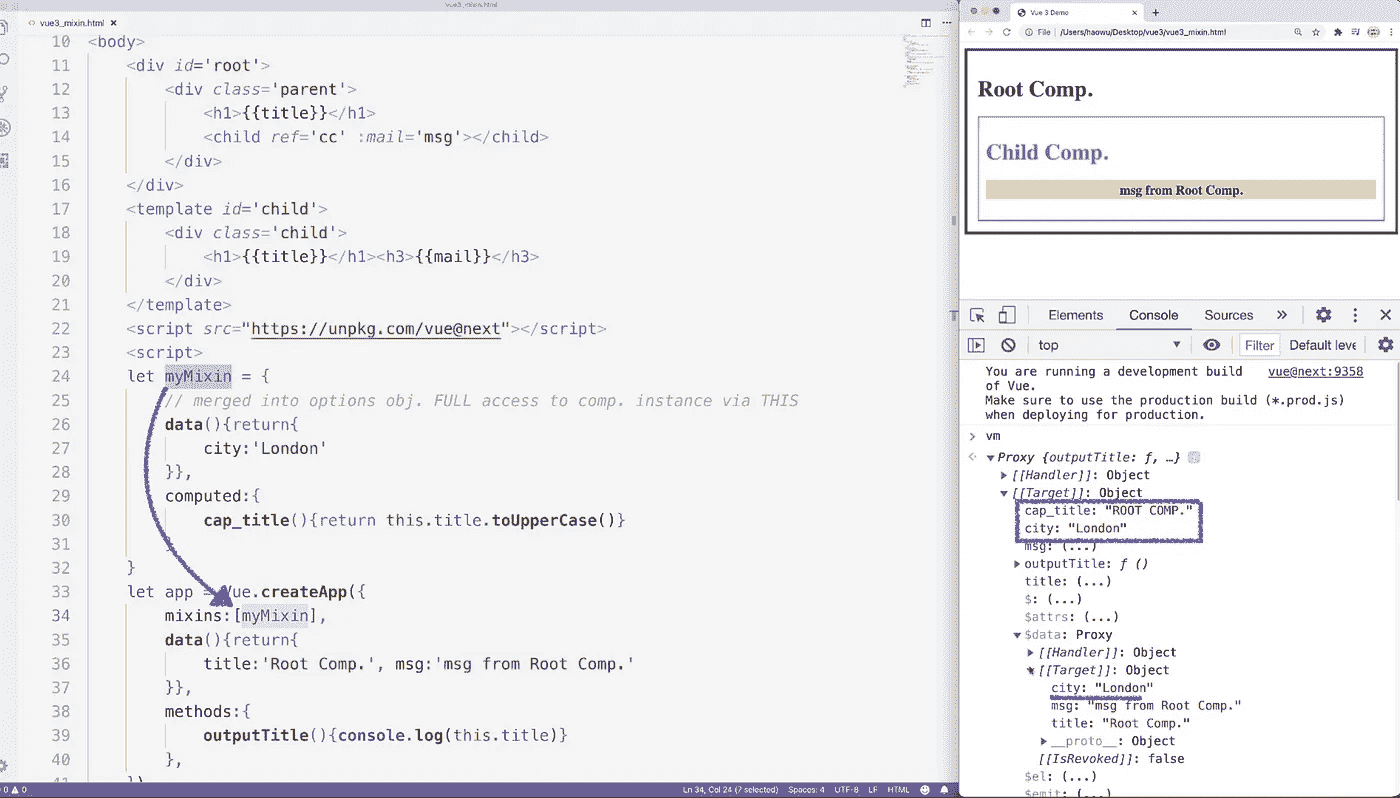 vue3_mixin.html
vue3_mixin.html
10 <body>
11 <div id='root'>
12 <div class='parent'>
13 <h1>{{title}}</h1>
14 <child ref='cc' :mail='msg'></child>
15 </div>
16 </div>
17 <template id='child'>
18 <div class='child'>
19 <h1>{{title}}</h1><h3>{{mail}}</h3>
20 </div>
21 </template>
22 <script src="https://unpkg.com/vue@next"></script>
23 <script>
24 let myMixin = {
25 // merged into options obj. FULL access to comp. instance via THIS
26 data(){return{
27 city:'London'
28 }},
29 computed:{
30 cap_title(){return this.title.toUpperCase()}
31 }
32 }
33 let app = Vue.createApp({
34 mixins:[myMixin],
35 data(){return{
36 title:'Root Comp.', msg:'msg from Root Comp.'
37 }},
38 methods:{
39 outputTitle(){console.log(this.title)}
40 },
41 })
0 0 Ln 34, Col 24 (7 selected) Spaces: 4 UTF-8 LF HTML
Vue 3 Demo
File /Users/haowu/Desktop/vue3/vue3_mixin.html
Root Comp.
Child Comp.
msg from Root Comp.
Elements Console Sources »
top Filter Default leve
You are running a development build vue@next:9358
of Vue.
Make sure to use the production build (*.prod.js)
when deploying for production.
> vm
Proxy {outputTitle: ƒ, …}
[[Handler]]: Object
[[Target]]: Object
cap_title: "ROOT COMP."
city: "London"
msg: (...)
outputTitle: ƒ ()
title: (...)
$: (...)
$attrs: (...)
$data: Proxy
[[Handler]]: Object
[[Target]]: Object
city: "London"
msg: "msg from Root Comp."
title: "Root Comp."
__proto__: Object
[[IsRevoked]]: false
$el: (...)
$emit: (...)